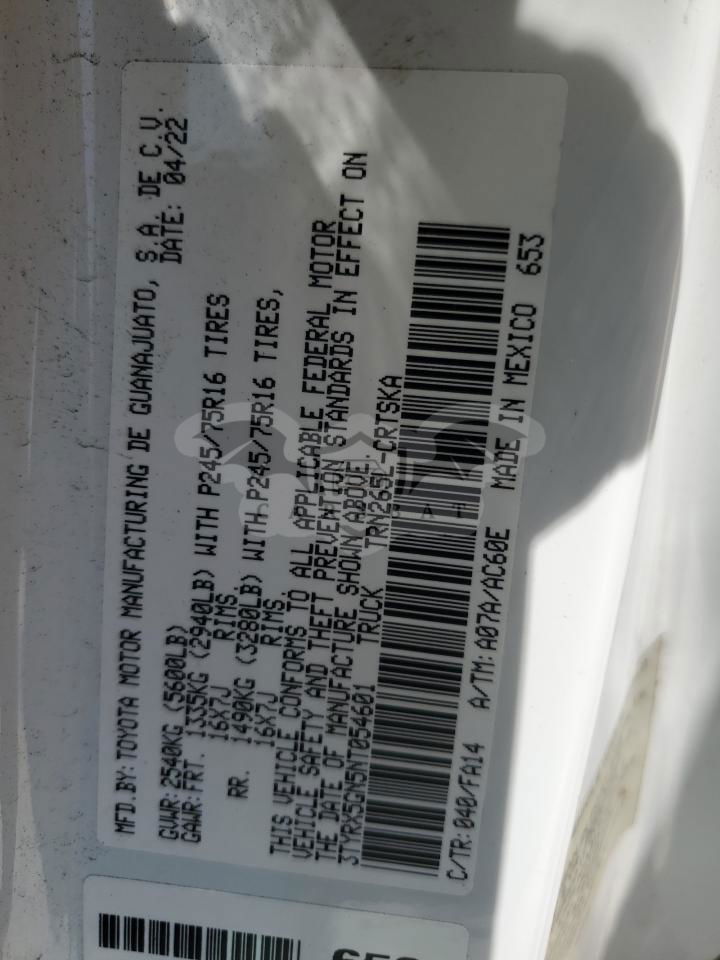 MFD.BY: TOYOTA MOTOR MANUFACTURING DE GUANAJUATO, S.A. DE C.V.
DATE: 04/22
GVWR: 2540KG (5600LB)
GAWR: FRT. 1335KG (2940LB) WITH P245/75R16 TIRES
16X7J RIMS
RR. 1490KG (3280LB) WITH P245/75R16 TIRES,
16X7J RIMS
THIS VEHICLE CONFORMS TO ALL APPLICABLE FEDERAL MOTOR
VEHICLE SAFETY AND THEFT PREVENTION STANDARDS IN EFFECT ON
THE DATE OF MANUFACTURE SHOWN ABOVE.
3TYRX5GN5NT054601 TRUCK TRN265L-CRTSKA
C/TR: 040/FA14 A/TM: A07A/AC60E MADE IN MEXICO 653